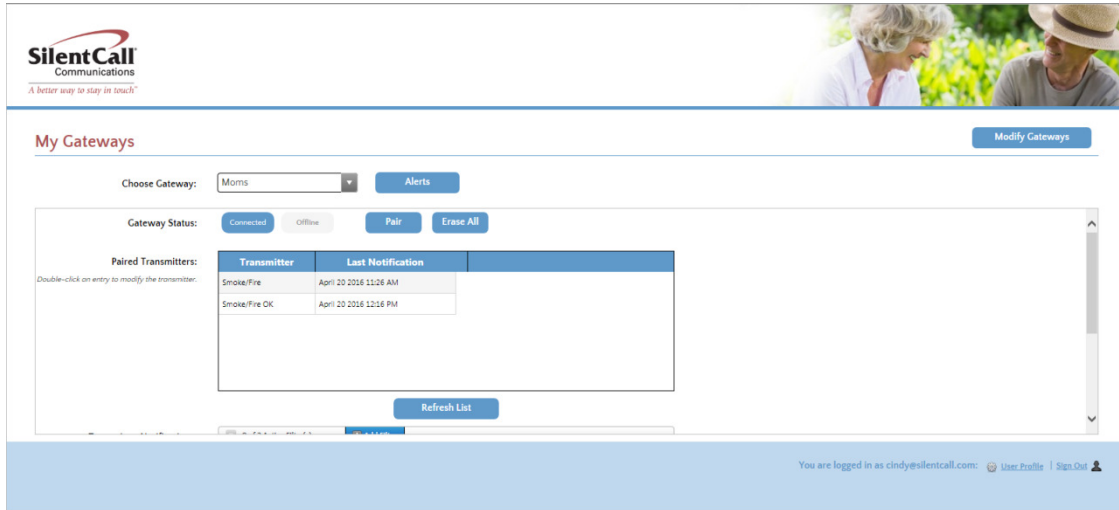 SilentCall
Communications
A better way to stay in touch"
My Gateways
Modify Gateways
Choose Gateway: Moms Alerts
Gateway Status: Connected Offline Pair Erase All
Paired Transmitters:
Double-click on entry to modify the transmitter.
Transmitter Last Notification
Smoke/Fire April 20 2016 11:26 AM
Smoke/Fire OK April 20 2016 12:16 PM
Refresh List
You are logged in as cindy@silentcall.com: User Profile | Sign Out